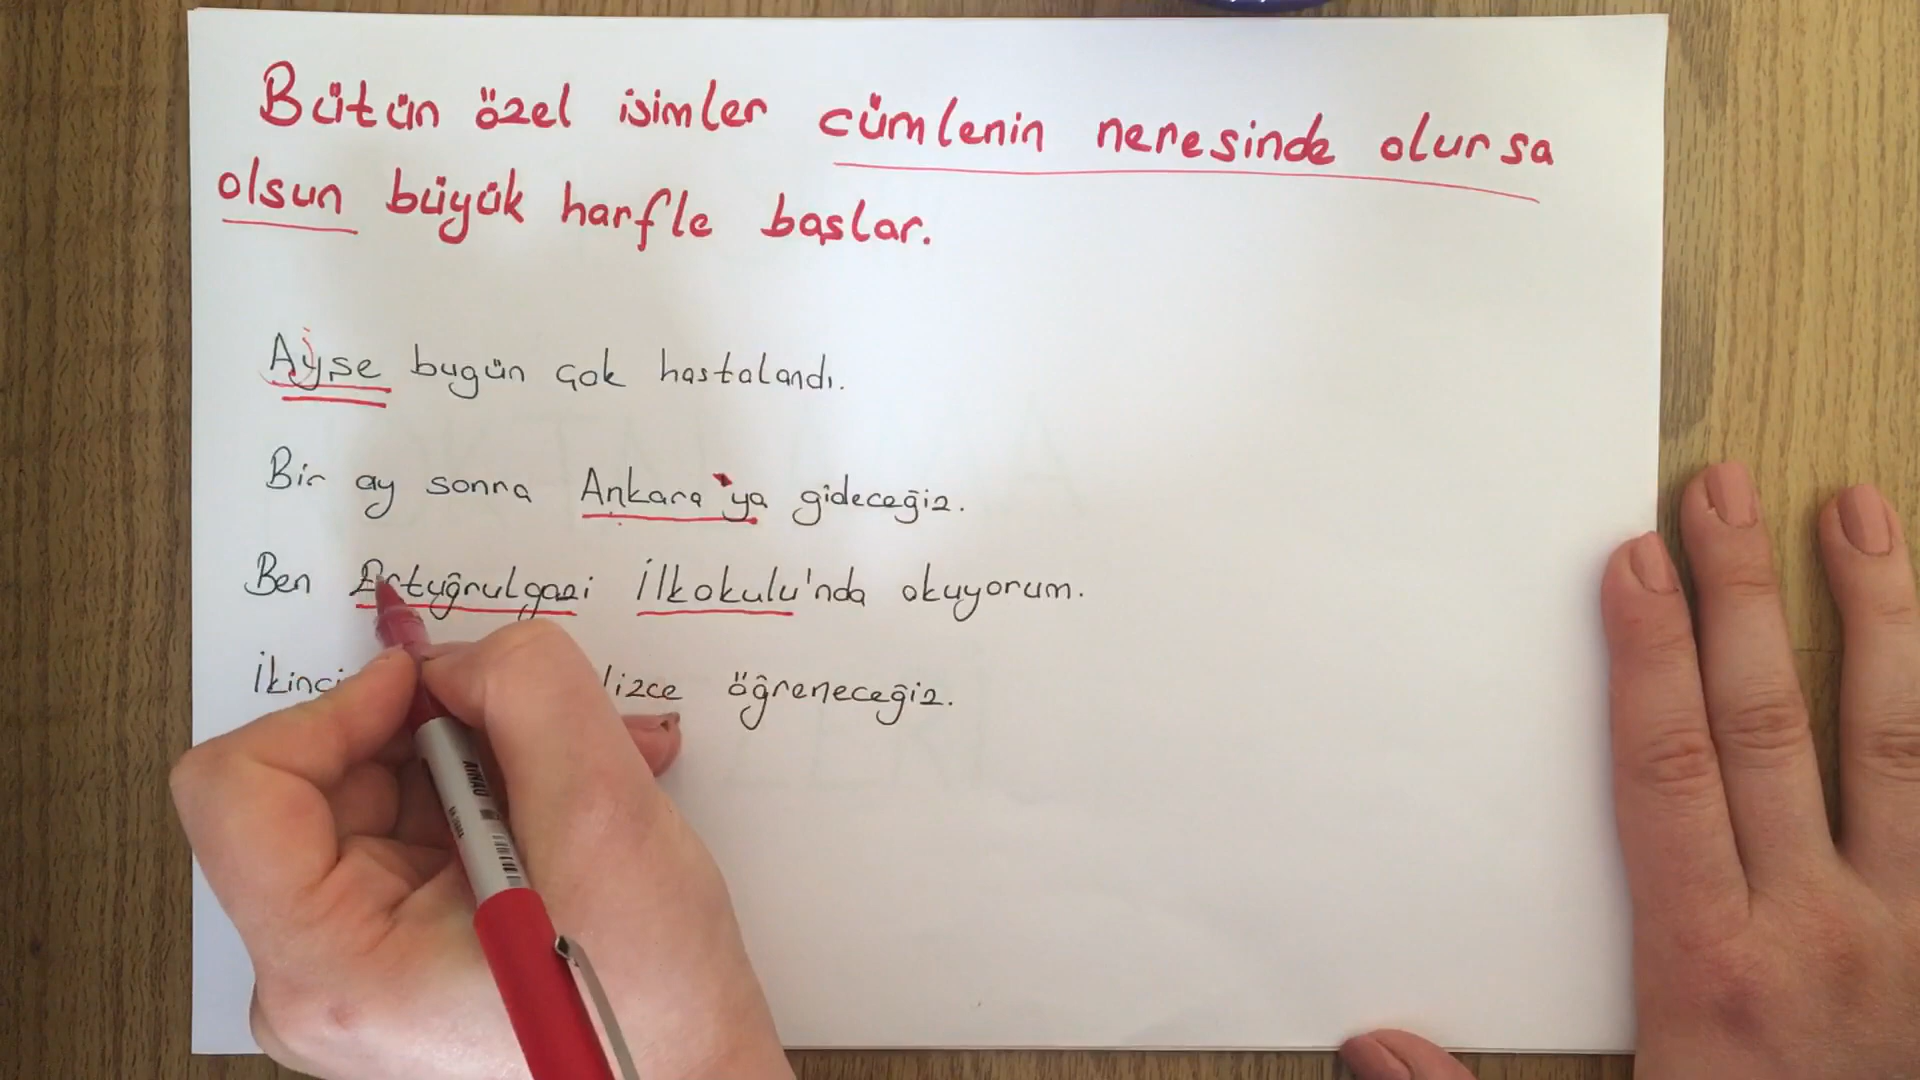 Bütün özel isimler cümlenin neresinde olursa
olsun büyük harfle başlar.
Ayşe bugün çok hastalandı.
Bir ay sonra Ankara'ya gideceğiz.
Ben Ertuğrulgazi İlkokulu'nda okuyorum.
İkinci öğreneceğiz.